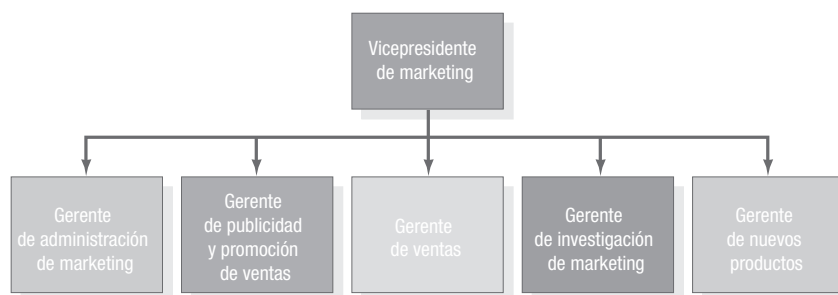 Vicepresidente
de marketing
Gerente
de administración
de marketing
Gerente
de publicidad
y promoción
de ventas
Gerente
de ventas
Gerente
de investigación
de marketing
Gerente
de nuevos
productos